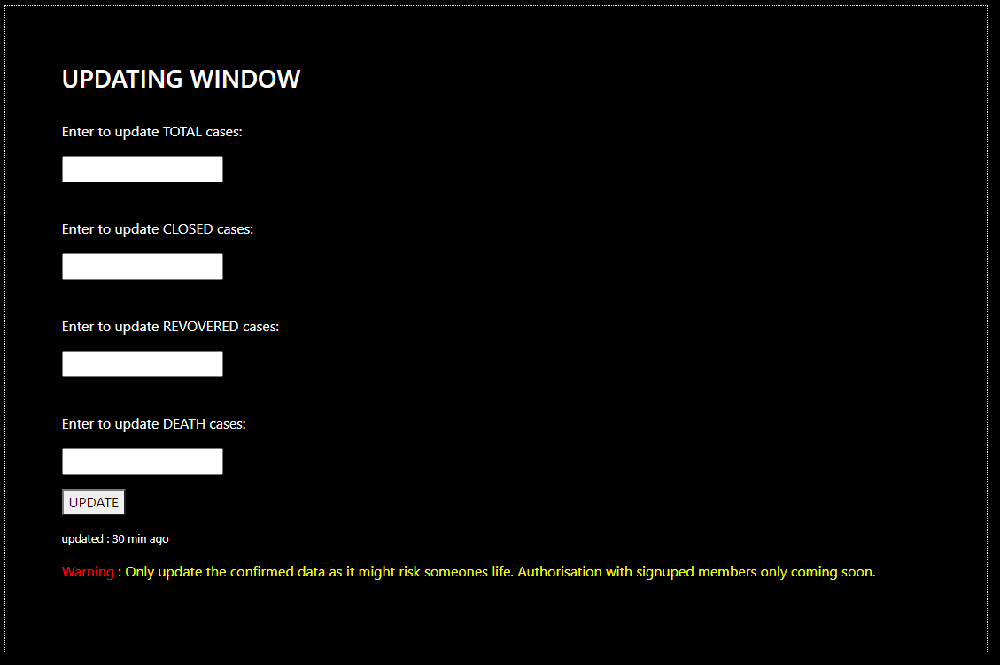 UPDATING WINDOW
Enter to update TOTAL cases:
Enter to update CLOSED cases:
Enter to update REVOVERED cases:
Enter to update DEATH cases:
UPDATE
updated : 30 min ago
Warning : Only update the confirmed data as it might risk someones life. Authorisation with signuped members only coming soon.